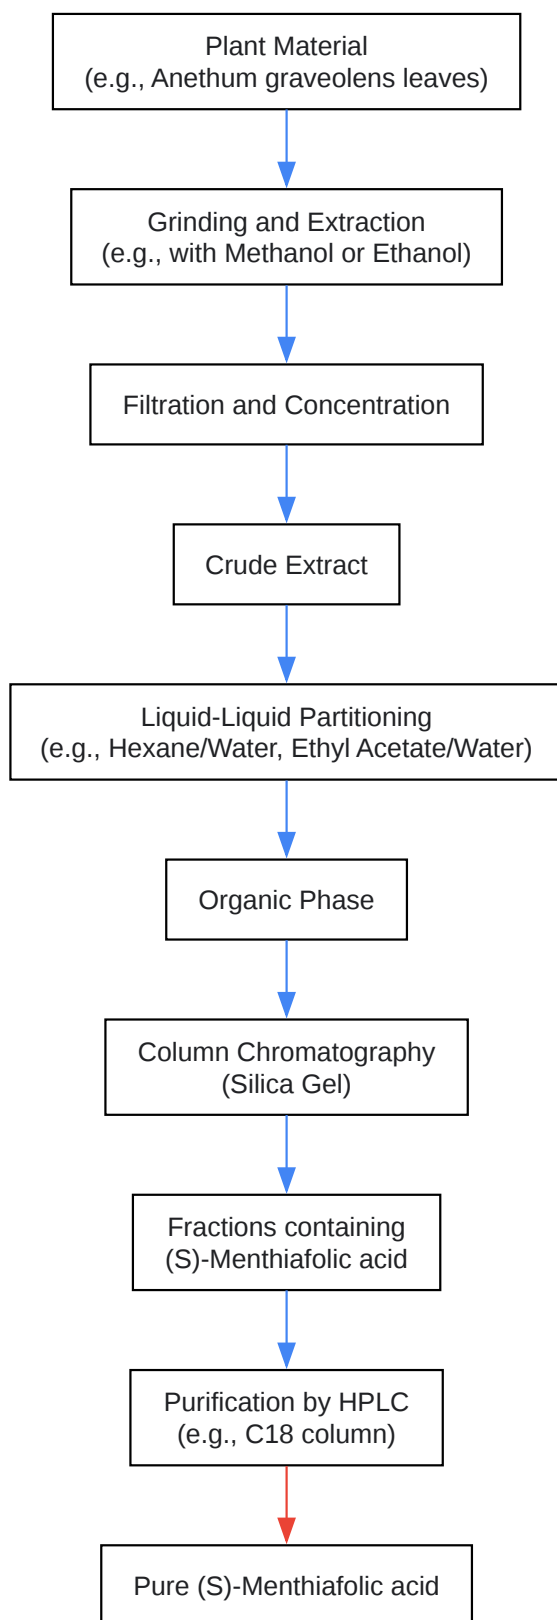 Plant Material
(e.g., Anethum graveolens leaves)
Grinding and Extraction
(e.g., with Methanol or Ethanol)
Filtration and Concentration
Crude Extract
Liquid-Liquid Partitioning
(e.g., Hexane/Water, Ethyl Acetate/Water)
Organic Phase
Column Chromatography
(Silica Gel)
Fractions containing
(S)-Menthiafolic acid
Purification by HPLC
(e.g., C18 column)
Pure (S)-Menthiafolic acid